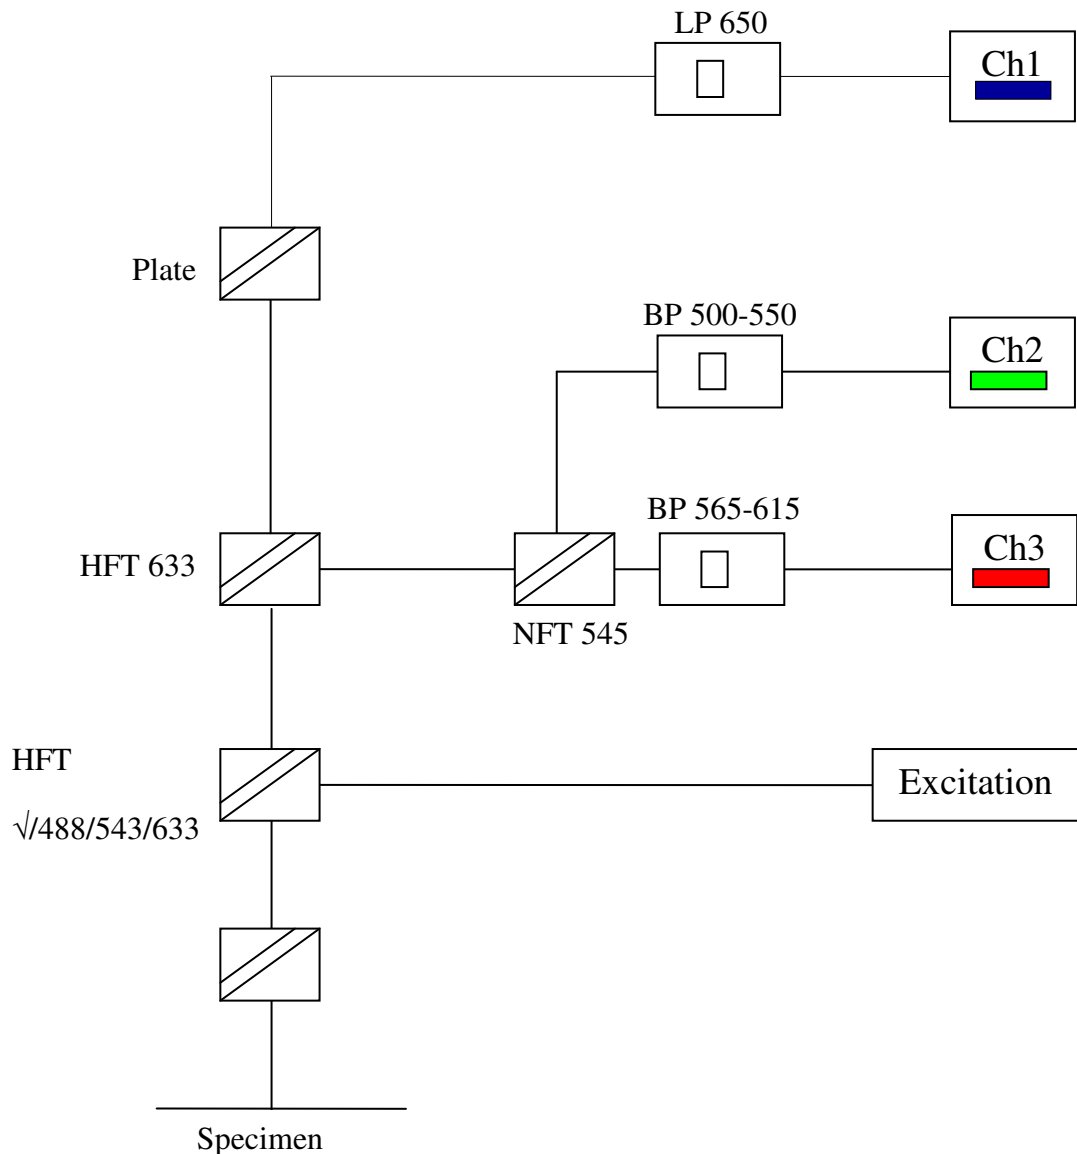 LP 650
Ch1
Plate
BP 500-550
Ch2
BP 565-615
Ch3
HFT 633
NFT 545
HFT
√/488/543/633
Excitation
Specimen